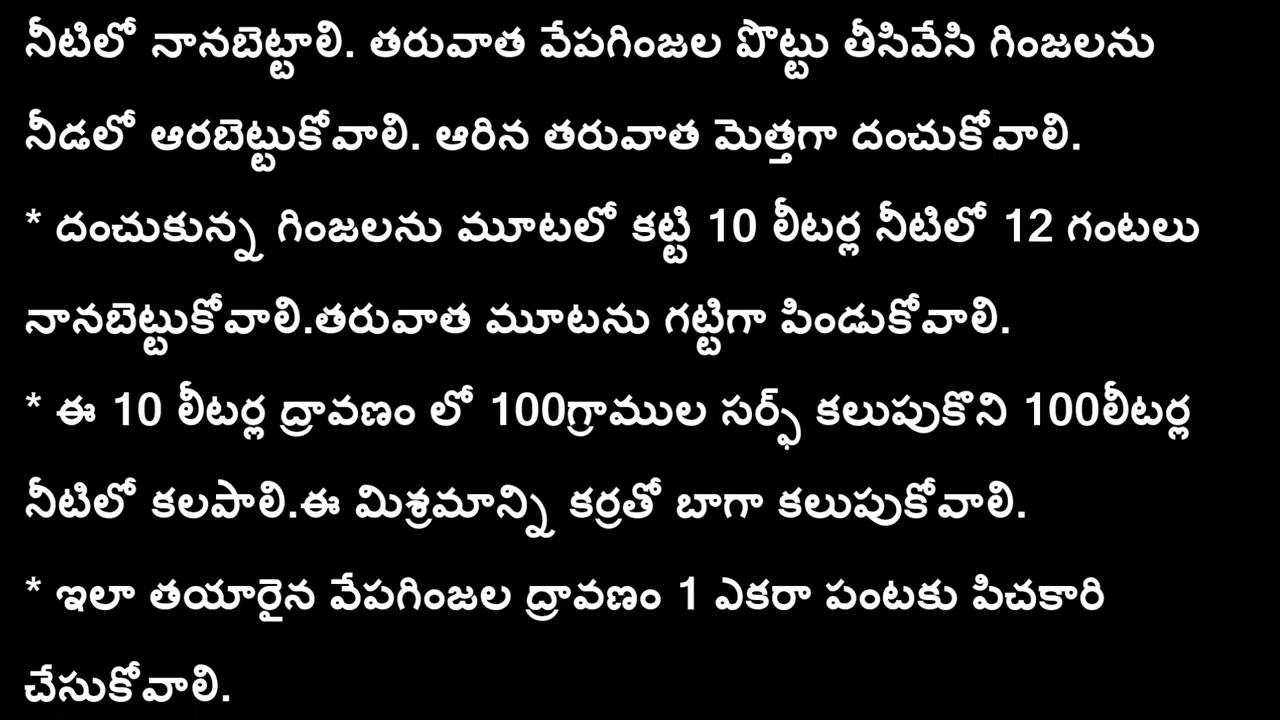 నీటిలో నానబెట్టాలి. తరువాత వేపగింజల పొట్టు తీసివేసి గింజలను
నీడలో ఆరబెట్టుకోవాలి. ఆరిన తరువాత మెత్తగా దంచుకోవాలి.
* దంచుకున్న గింజలను మూటలో కట్టి 10 లీటర్ల నీటిలో 12 గంటలు
నానబెట్టుకోవాలి.తరువాత మూటను గట్టిగా పిండుకోవాలి.
* ఈ 10 లీటర్ల ద్రావణం లో 100గ్రాముల సర్ఫ్ కలుపుకొని 100లీటర్ల
నీటిలో కలపాలి.ఈ మిశ్రమాన్ని కర్రతో బాగా కలుపుకోవాలి.
* ఇలా తయారైన వేపగింజల ద్రావణం 1 ఎకరా పంటకు పిచకారి
చేసుకోవాలి.